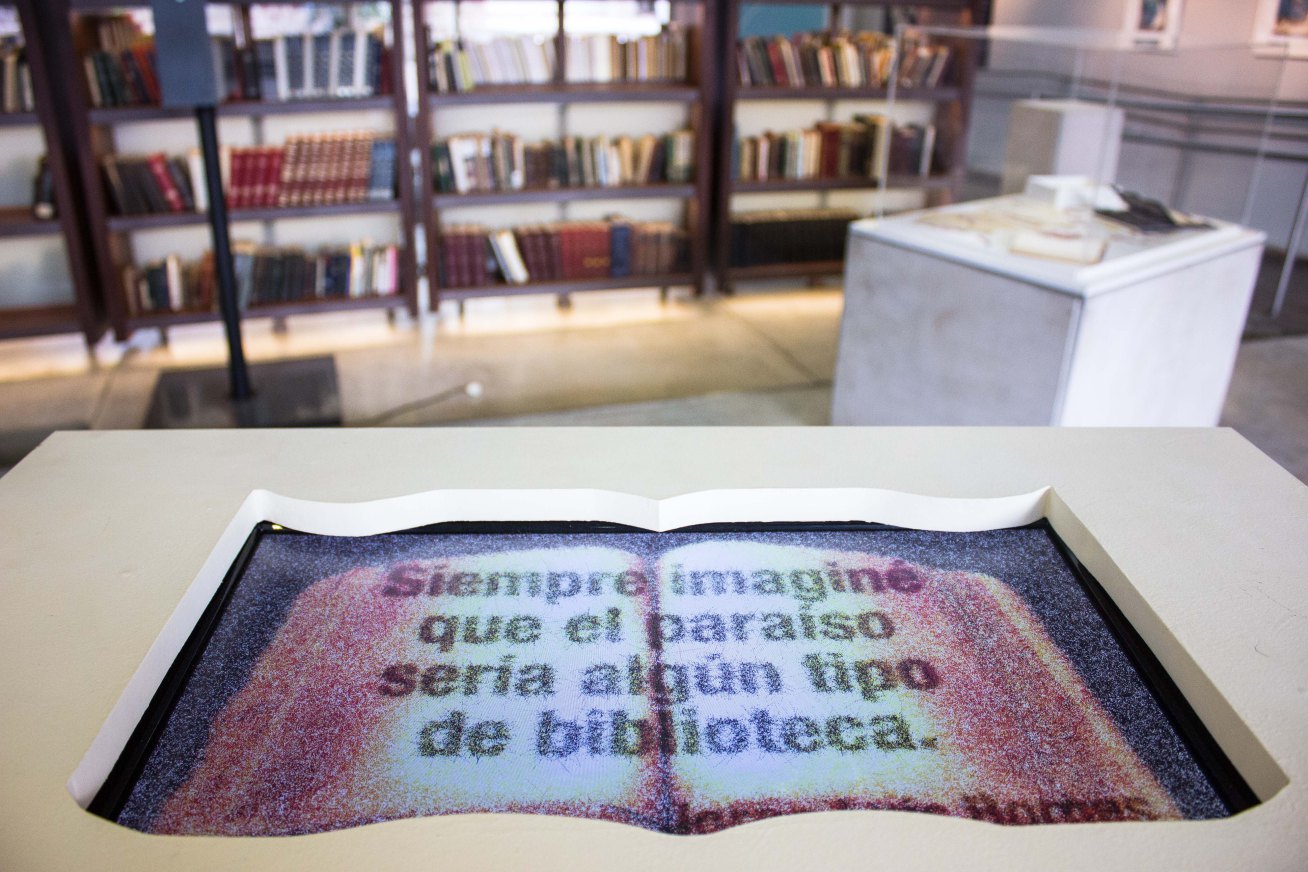 Siempre imaginé
que el paraíso
sería algún tipo
de biblioteca.